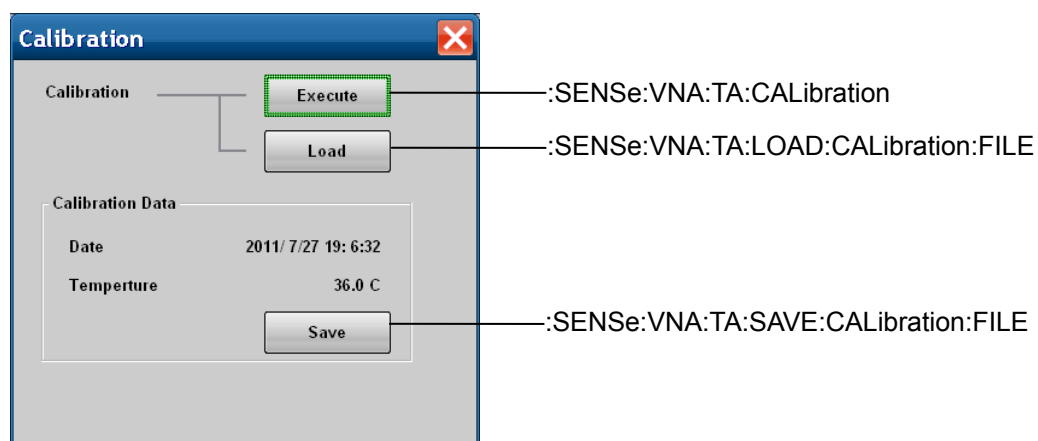 Calibration
Calibration Execute :SENSe:VNA:TA:CALibration
Load :SENSe:VNA:TA:LOAD:CALibration:FILE
Calibration Data
Date 2011/ 7/27 19: 6:32
Temperture 36.0 C
Save :SENSe:VNA:TA:SAVE:CALibration:FILE